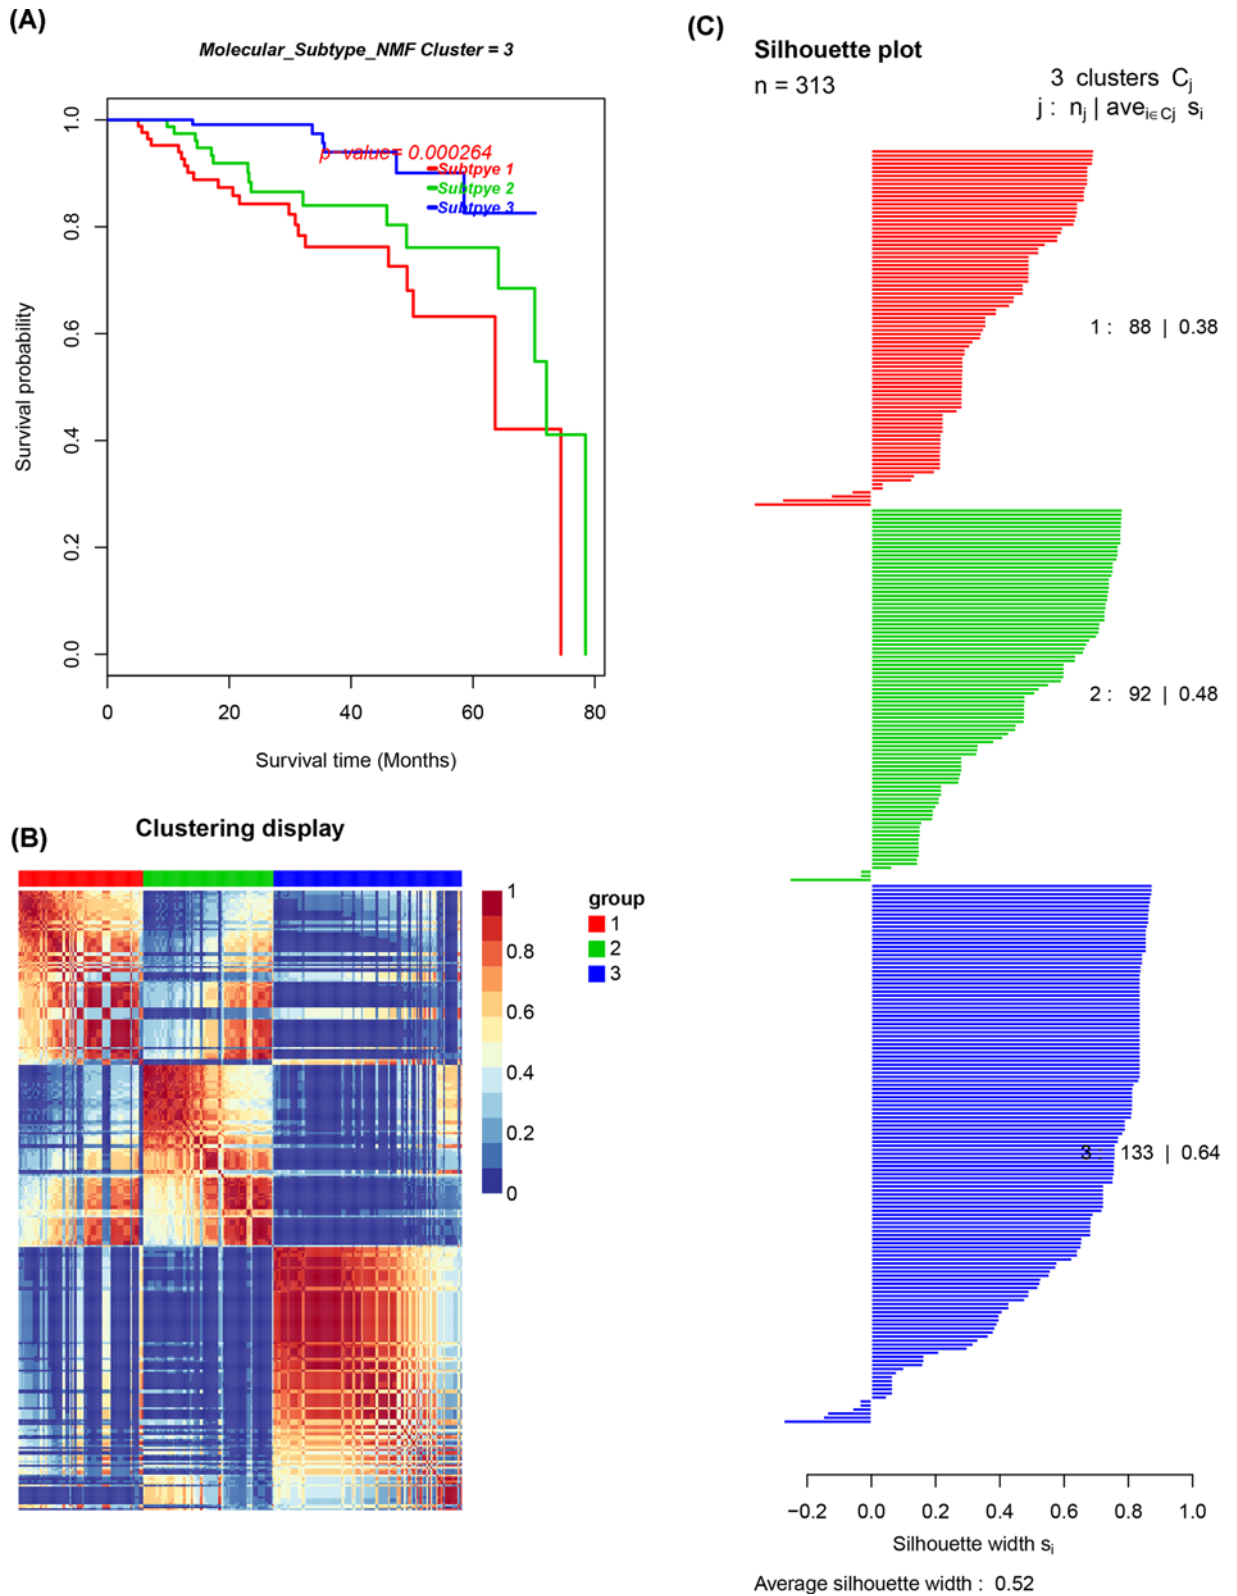 (A)
Molecular_Subtype_NMF Cluster = 3
p value= 0.000264
Subtpye 1
Subtpye 2
Subtpye 3
1.0
0.8
0.6
0.4
0.2
0.0
Survival probability
0 20 40 60 80
Survival time (Months)
(B)
Clustering display
1
0.8
0.6
0.4
0.2
0
group
1
2
3
(C)
Silhouette plot
n = 313
3 clusters Cj
j : nj | avei∈Cj si
1 : 88 | 0.38
2 : 92 | 0.48
3 : 133 | 0.64
−0.2 0.0 0.2 0.4 0.6 0.8 1.0
Silhouette width si
Average silhouette width : 0.52